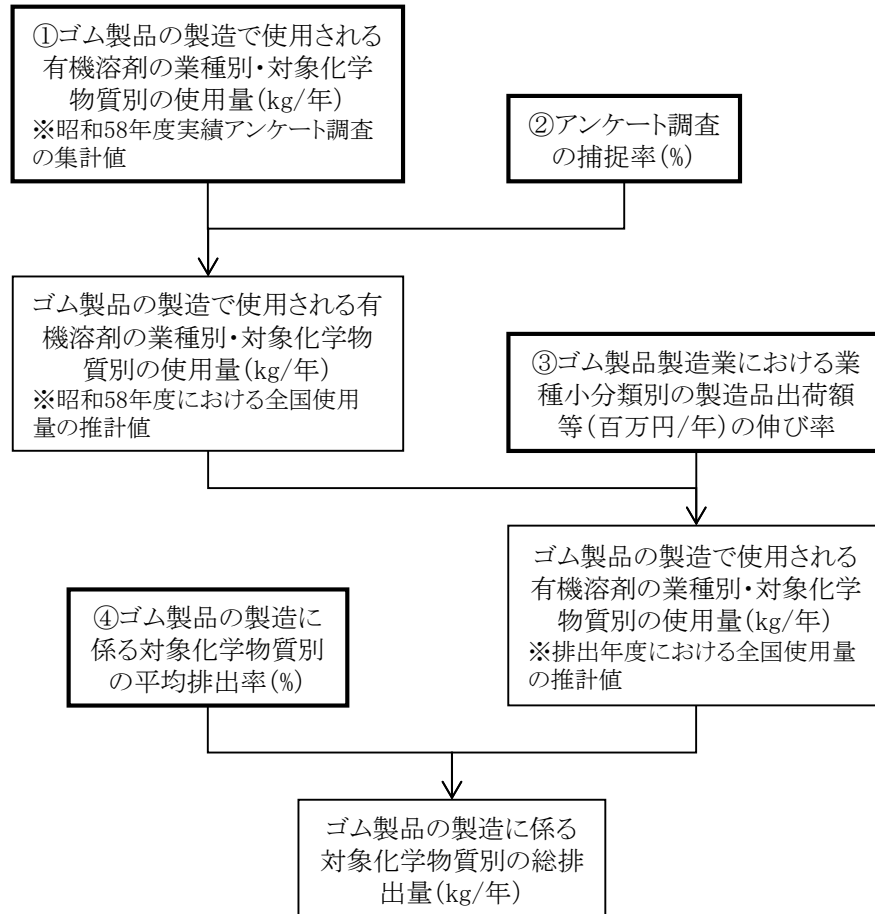 ①ゴム製品の製造で使用される
有機溶剤の業種別・対象化学
物質別の使用量(kg/年)
※昭和58年度実績アンケート調査
の集計値
②アンケート調査
の捕捉率(%)
ゴム製品の製造で使用される有
機溶剤の業種別・対象化学物
質別の使用量(kg/年)
※昭和58年度における全国使用
量の推計値
③ゴム製品製造業における業
種小分類別の製造品出荷額
等(百万円/年)の伸び率
ゴム製品の製造で使用される
有機溶剤の業種別・対象化学
物質別の使用量(kg/年)
※排出年度における全国使用量
の推計値
④ゴム製品の製造に
係る対象化学物質別
の平均排出率(%)
ゴム製品の製造に係る
対象化学物質別の総排
出量(kg/年)